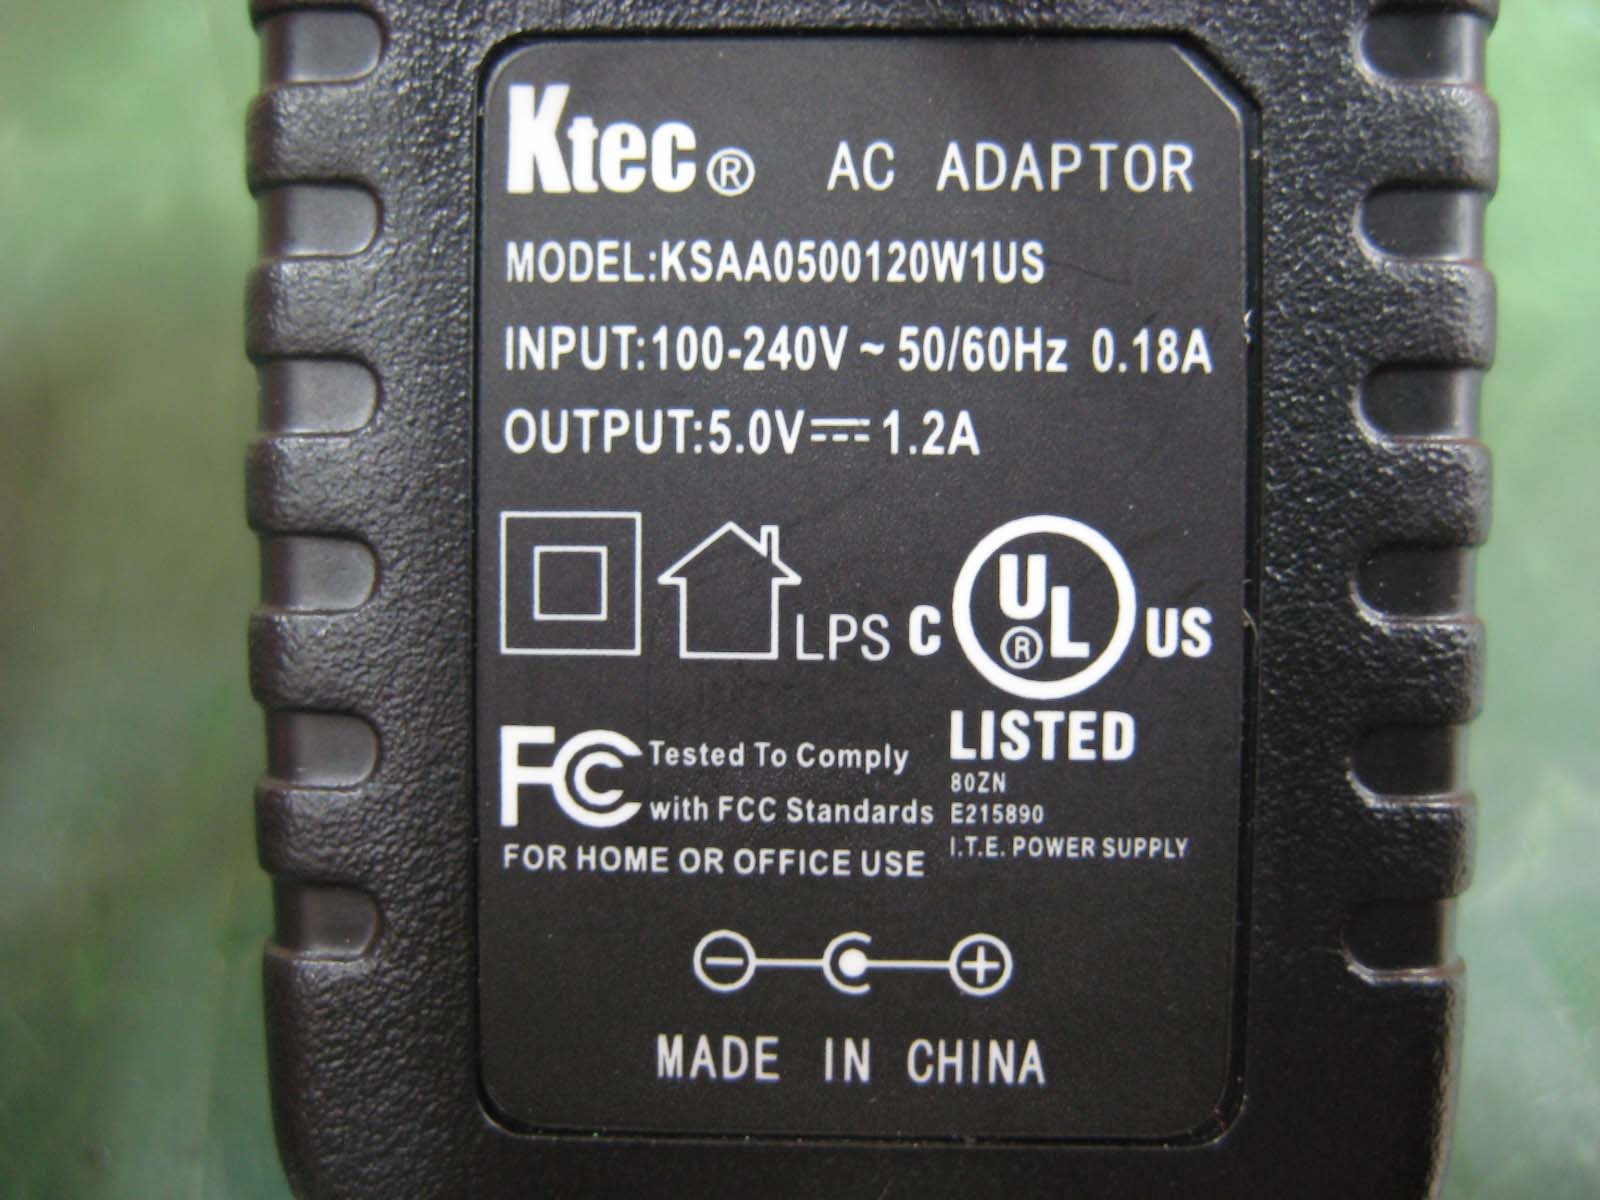 Ktec® AC ADAPTOR
MODEL:KSAA0500120W1US
INPUT:100-240V ~ 50/60Hz 0.18A
OUTPUT:5.0V⎓1.2A
LPS
C UL® US
LISTED
80ZN
E215890
I.T.E. POWER SUPPLY
FC Tested To Comply
with FCC Standards
FOR HOME OR OFFICE USE
MADE IN CHINA